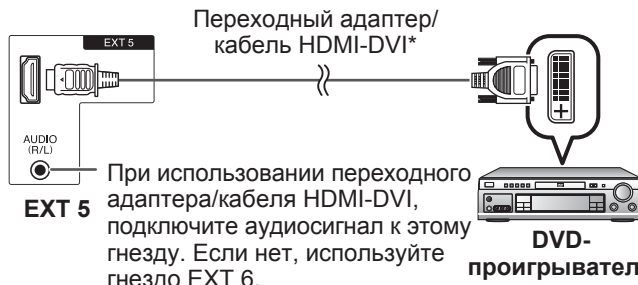 Переходный адаптер/
кабель HDMI-DVI*
EXT 5
AUDIO
(R/L)
EXT 5
При использовании переходного
адаптера/кабеля HDMI-DVI,
подключите аудиосигнал к этому
гнезду. Если нет, используйте
гнездо EXT 6.
DVD-
проигрывател